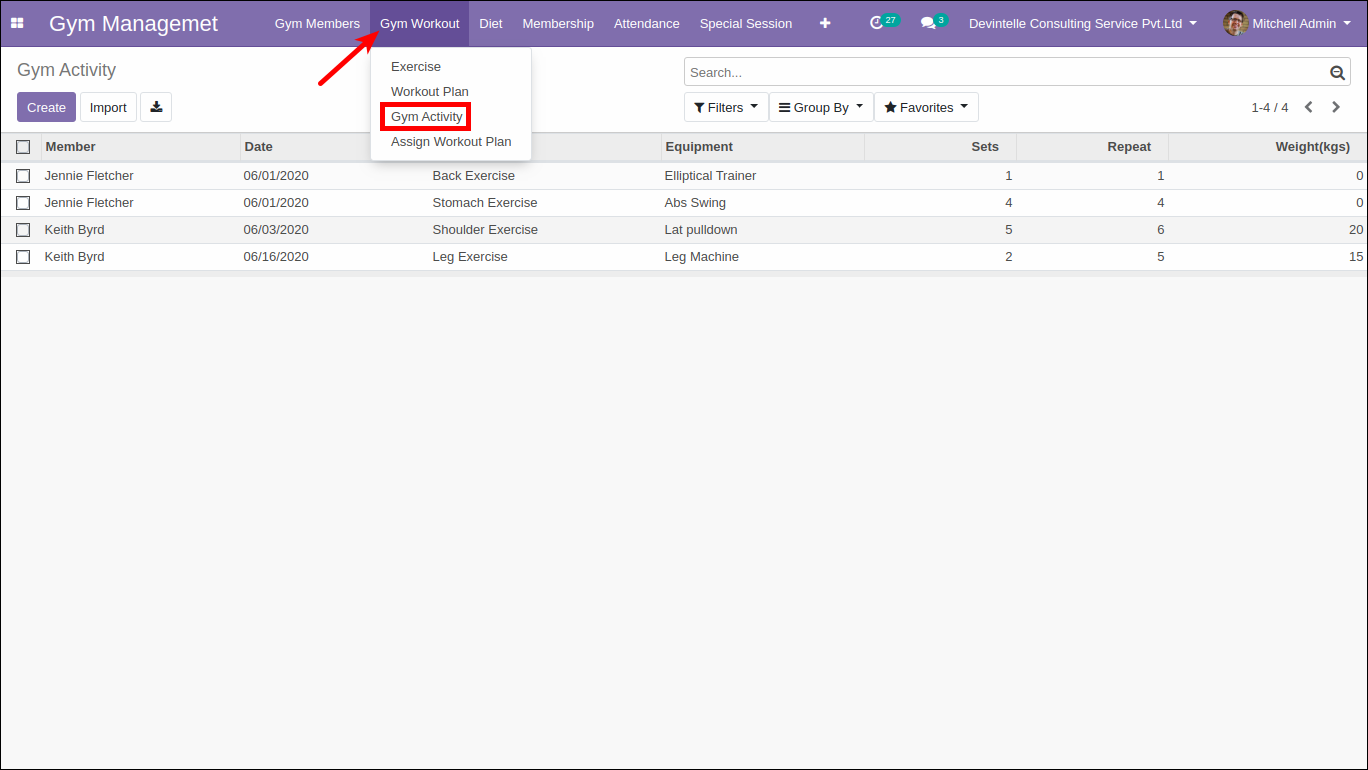 Gym Managemet Gym Members Gym Workout Diet Membership Attendance Special Session 27 3 Devintelle Consulting Service Pvt.Ltd Mitchell Admin
Gym Activity
Search...
Create Import
Filters Group By Favorites 1-4 / 4
Exercise
Workout Plan
Gym Activity
Assign Workout Plan
Member Date Equipment Sets Repeat Weight(kgs)
Jennie Fletcher 06/01/2020 Back Exercise Elliptical Trainer 1 1 0
Jennie Fletcher 06/01/2020 Stomach Exercise Abs Swing 4 4 0
Keith Byrd 06/03/2020 Shoulder Exercise Lat pulldown 5 6 20
Keith Byrd 06/16/2020 Leg Exercise Leg Machine 2 5 15